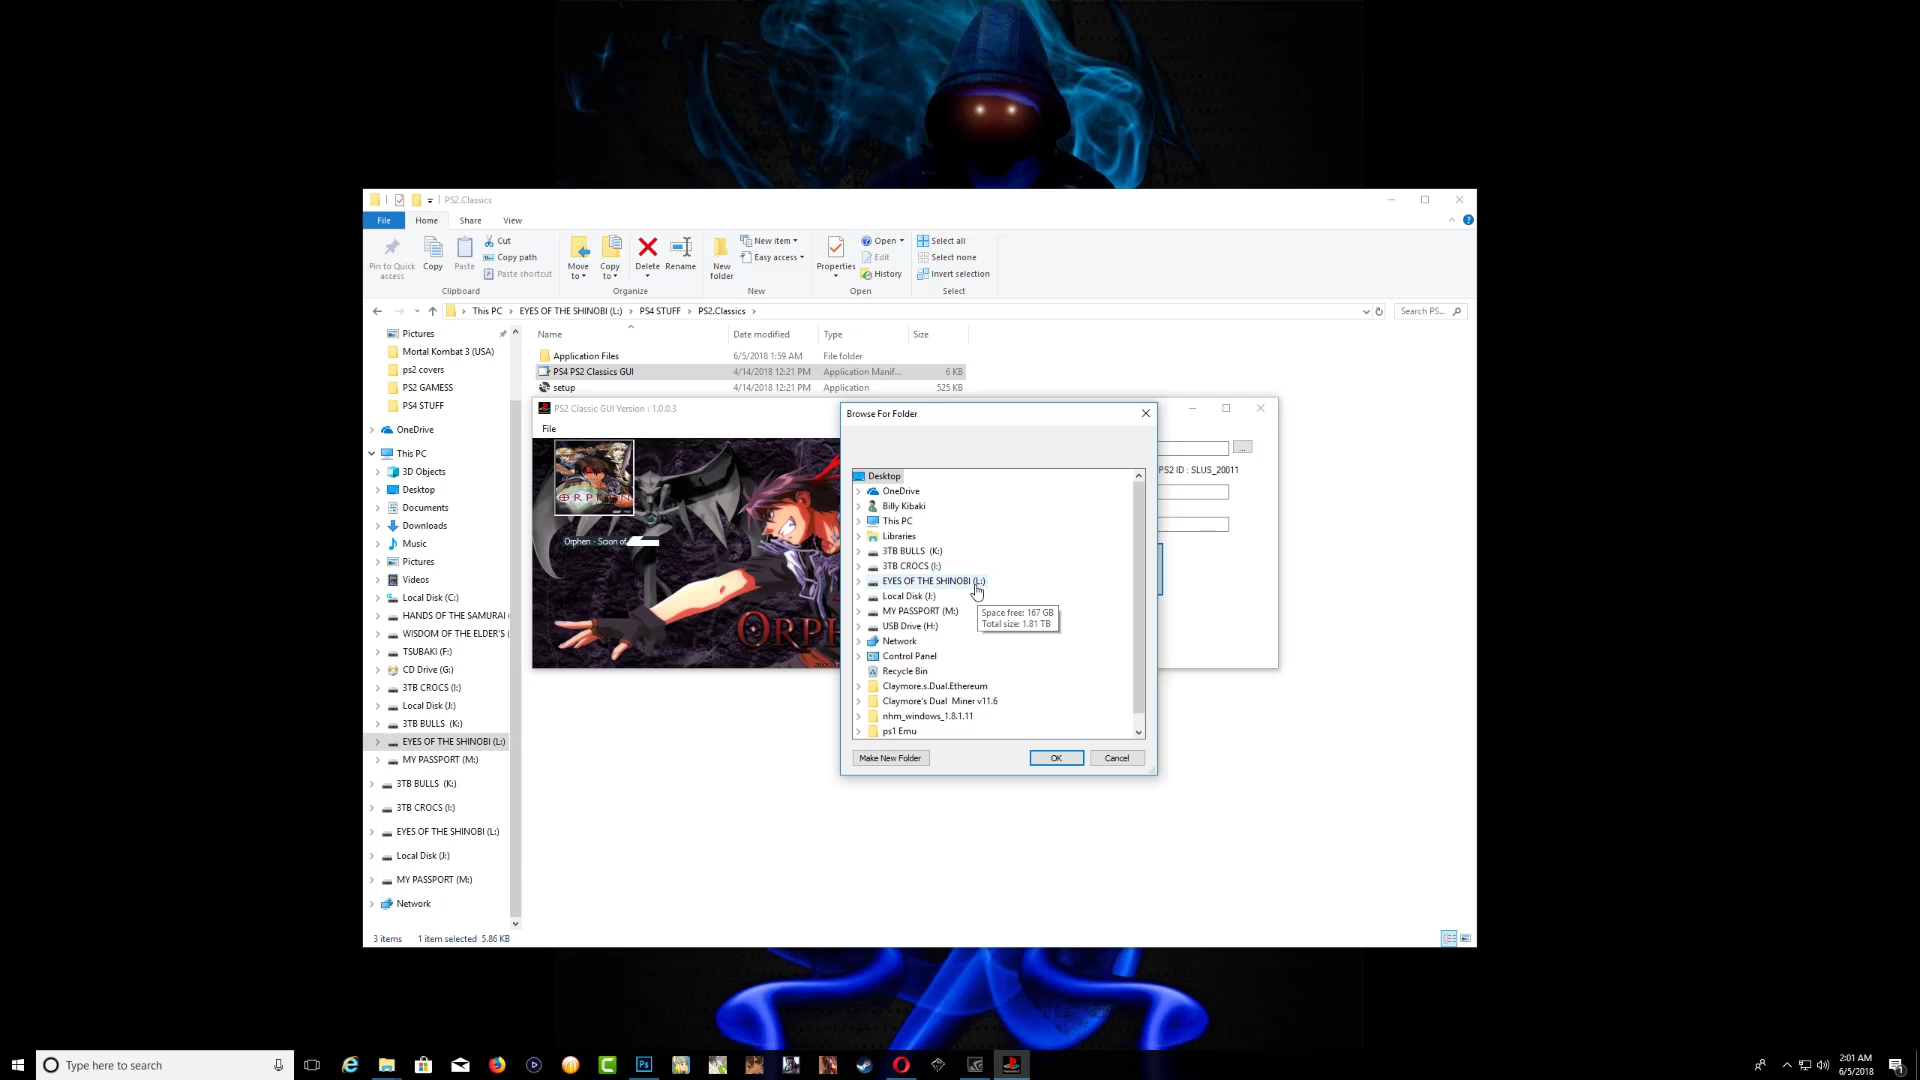 PS2.Classics
File Home Share View
Pin to Quick access
Copy
Paste
Cut
Copy path
Paste shortcut
Move to
Copy to
Delete
Rename
New folder
New item
Easy access
Properties
Open
Edit
History
Select all
Select none
Invert selection
Clipboard Organize New Open Select
This PC > EYES OF THE SHINOBI (L:) > PS4 STUFF > PS2.Classics >
Search PS...
Name Date modified Type Size
Application Files 6/5/2018 1:59 AM File folder
PS4 PS2 Classics GUI 4/14/2018 12:21 PM Application Manif... 6 KB
setup 4/14/2018 12:21 PM Application 525 KB
Pictures
Mortal Kombat 3 (USA)
ps2 covers
PS2 GAMESS
PS4 STUFF
OneDrive
This PC
3D Objects
Desktop
Documents
Downloads
Music
Pictures
Videos
Local Disk (C:)
HANDS OF THE SAMURAI
WISDOM OF THE ELDER'S (
TSUBAKI (F:)
CD Drive (G:)
3TB CROCS (I:)
Local Disk (J:)
3TB BULLS (K:)
EYES OF THE SHINOBI (L:)
MY PASSPORT (M:)
3TB BULLS (K:)
3TB CROCS (I:)
EYES OF THE SHINOBI (L:)
Local Disk (J:)
MY PASSPORT (M:)
Network
3 items 1 item selected 5.86 KB
PS2 Classic GUI Version : 1.0.0.3
File
ORPHEN
Orphen - Scion of
ORPH
...
PS2 ID : SLUS_20011
Browse For Folder
Desktop
OneDrive
Billy Kibaki
This PC
Libraries
3TB BULLS (K:)
3TB CROCS (I:)
EYES OF THE SHINOBI (L:)
Local Disk (J:)
MY PASSPORT (M:)
USB Drive (H:)
Network
Control Panel
Recycle Bin
Claymore.s.Dual.Ethereum
Claymore's Dual Miner v11.6
nhm_windows_1.8.1.11
ps1 Emu
Space free: 167 GB
Total size: 1.81 TB
Make New Folder OK Cancel
Type here to search
Ps
2:01 AM
6/5/2018